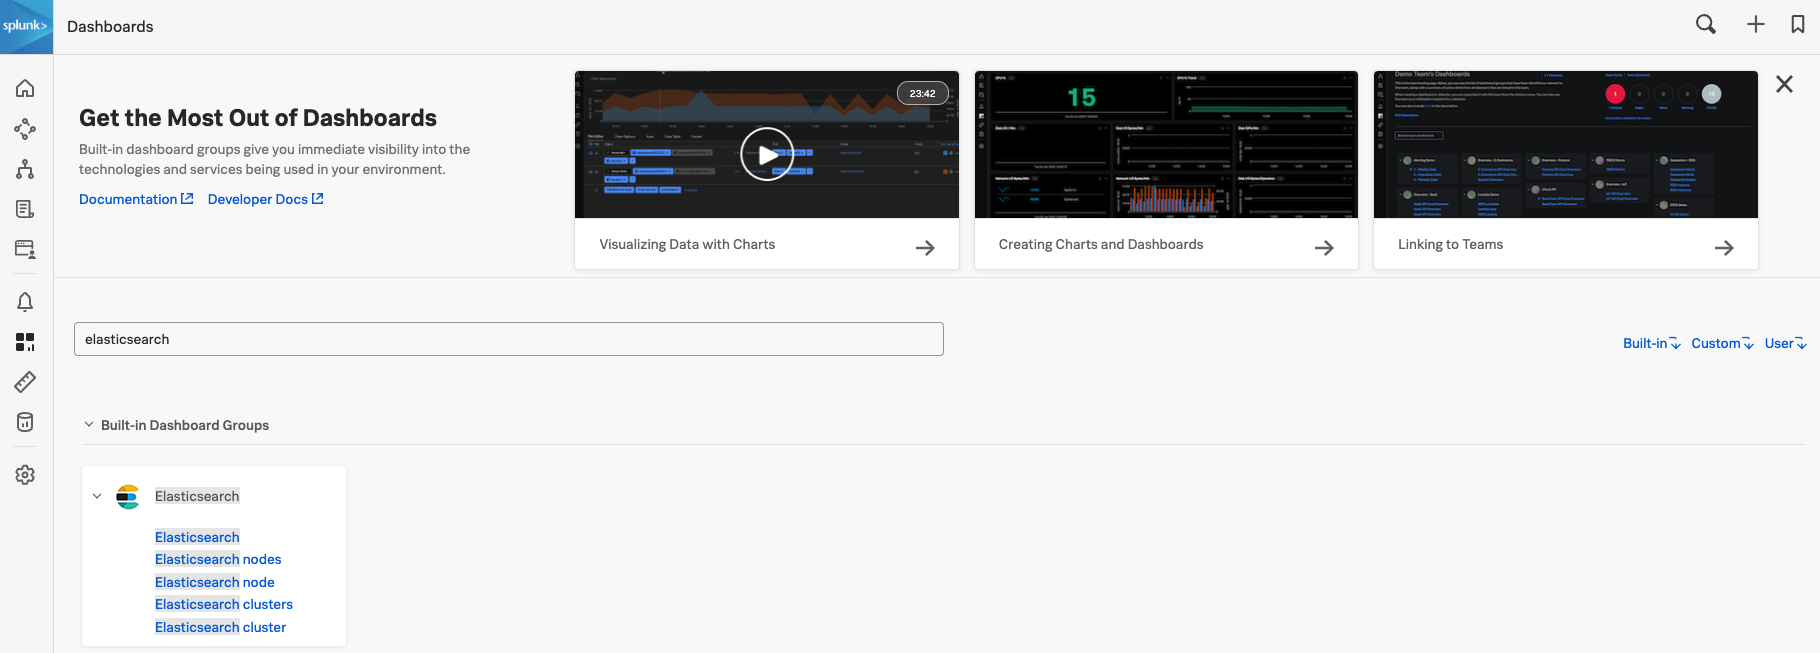 splunk>
Dashboards
Get the Most Out of Dashboards
Built-in dashboard groups give you immediate visibility into the
technologies and services being used in your environment.
Documentation
Developer Docs
23:42
Visualizing Data with Charts
15
Creating Charts and Dashboards
Demo Team's Dashboards
Linking to Teams
elasticsearch
Built-in
Custom
User
Built-in Dashboard Groups
Elasticsearch
Elasticsearch
Elasticsearch nodes
Elasticsearch node
Elasticsearch clusters
Elasticsearch cluster